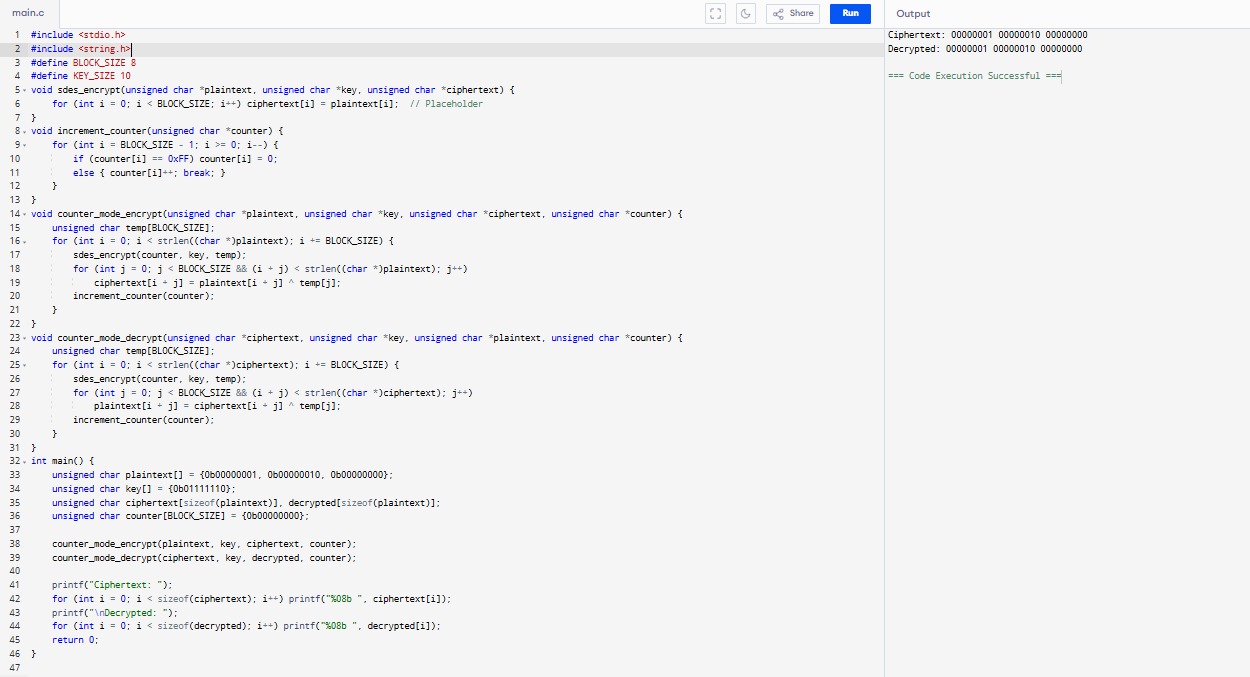 main.c
Share
Run
Output
1 #include <stdio.h>
2 #include <string.h>
3 #define BLOCK_SIZE 8
4 #define KEY_SIZE 10
5 void sdes_encrypt(unsigned char *plaintext, unsigned char *key, unsigned char *ciphertext) {
6     for (int i = 0; i < BLOCK_SIZE; i++) ciphertext[i] = plaintext[i];  // Placeholder
7 }
8 void increment_counter(unsigned char *counter) {
9     for (int i = BLOCK_SIZE - 1; i >= 0; i--) {
10         if (counter[i] == 0xFF) counter[i] = 0;
11         else { counter[i]++; break; }
12     }
13 }
14 void counter_mode_encrypt(unsigned char *plaintext, unsigned char *key, unsigned char *ciphertext, unsigned char *counter) {
15     unsigned char temp[BLOCK_SIZE];
16     for (int i = 0; i < strlen((char *)plaintext); i += BLOCK_SIZE) {
17         sdes_encrypt(counter, key, temp);
18         for (int j = 0; j < BLOCK_SIZE && (i + j) < strlen((char *)plaintext); j++)
19             ciphertext[i + j] = plaintext[i + j] ^ temp[j];
20         increment_counter(counter);
21     }
22 }
23 void counter_mode_decrypt(unsigned char *ciphertext, unsigned char *key, unsigned char *plaintext, unsigned char *counter) {
24     unsigned char temp[BLOCK_SIZE];
25     for (int i = 0; i < strlen((char *)ciphertext); i += BLOCK_SIZE) {
26         sdes_encrypt(counter, key, temp);
27         for (int j = 0; j < BLOCK_SIZE && (i + j) < strlen((char *)ciphertext); j++)
28             plaintext[i + j] = ciphertext[i + j] ^ temp[j];
29         increment_counter(counter);
30     }
31 }
32 int main() {
33     unsigned char plaintext[] = {0b00000001, 0b00000010, 0b00000000};
34     unsigned char key[] = {0b01111110};
35     unsigned char ciphertext[sizeof(plaintext)], decrypted[sizeof(plaintext)];
36     unsigned char counter[BLOCK_SIZE] = {0b00000000};
37
38     counter_mode_encrypt(plaintext, key, ciphertext, counter);
39     counter_mode_decrypt(ciphertext, key, decrypted, counter);
40
41     printf("Ciphertext: ");
42     for (int i = 0; i < sizeof(ciphertext); i++) printf("%08b ", ciphertext[i]);
43     printf("\nDecrypted: ");
44     for (int i = 0; i < sizeof(decrypted); i++) printf("%08b ", decrypted[i]);
45     return 0;
46 }
47
Ciphertext: 00000001 00000010 00000000
Decrypted: 00000001 00000010 00000000
=== Code Execution Successful ===